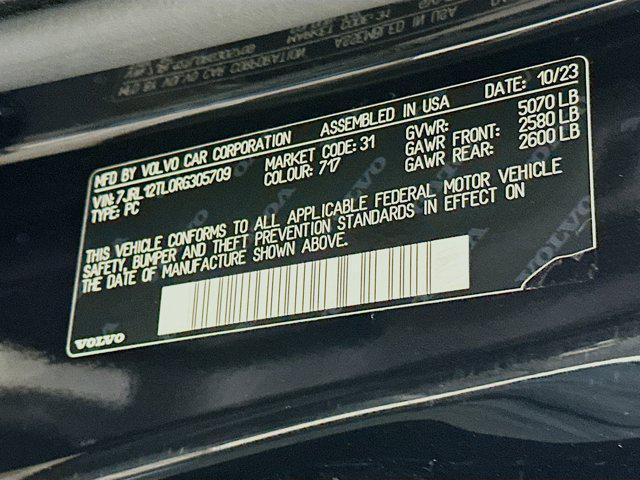 MFD BY VOLVO CAR CORPORATION ASSEMBLED IN USA DATE: 10/23
VIN: 7JRL12TL0RG305709 MARKET CODE: 31 GVWR: 5070 LB
TYPE: PC COLOUR: 717 GAWR FRONT: 2580 LB
GAWR REAR: 2600 LB
THIS VEHICLE CONFORMS TO ALL APPLICABLE FEDERAL MOTOR VEHICLE
SAFETY, BUMPER AND THEFT PREVENTION STANDARDS IN EFFECT ON
THE DATE OF MANUFACTURE SHOWN ABOVE.
VOLVO